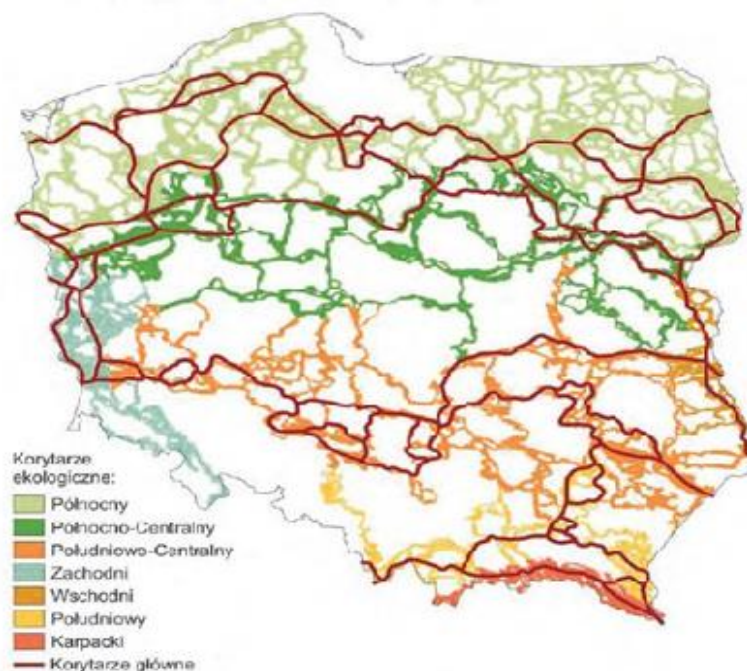 Korytarze
ekologiczne:
Północny
Północno-Centralny
Południowo-Centralny
Zachodni
Wschodni
Południowy
Karpacki
Korytarze główne